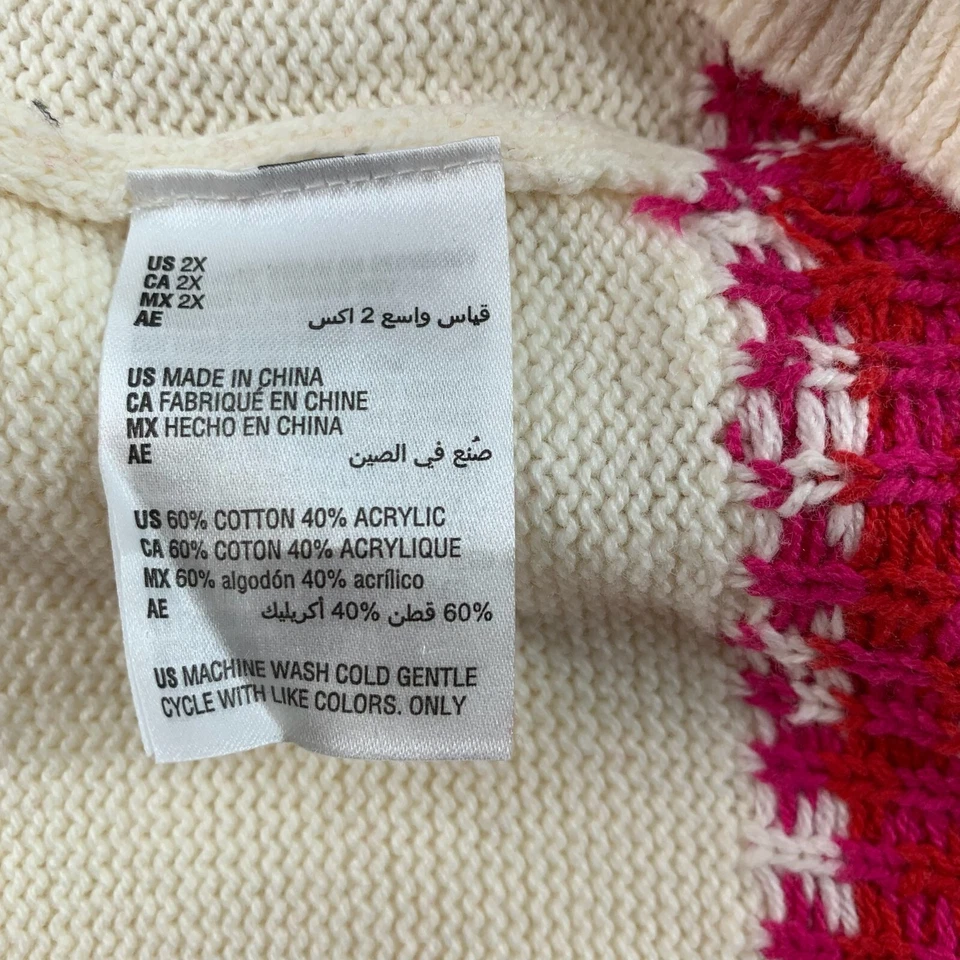 US 2X
CA 2X
MX 2X
AE قياس واسع 2 اكس
US MADE IN CHINA
CA FABRIQUÉ EN CHINE
MX HECHO EN CHINA
AE صُنع في الصين
US 60% COTTON 40% ACRYLIC
CA 60% COTON 40% ACRYLIQUE
MX 60% algodón 40% acrílico
AE 60% قطن 40% أكريليك
US MACHINE WASH COLD GENTLE
CYCLE WITH LIKE COLORS. ONLY